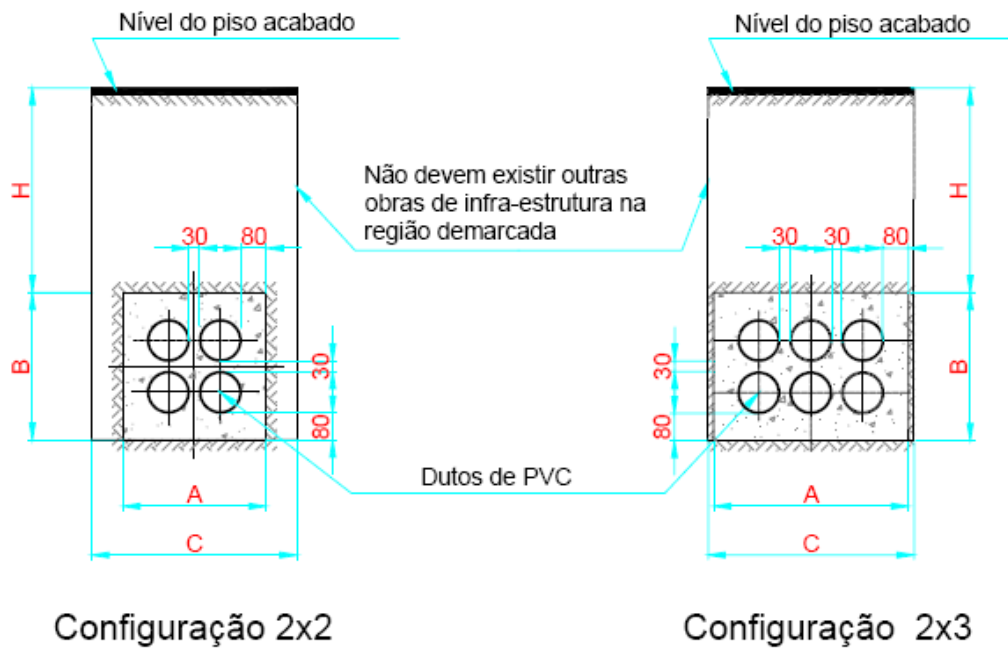 Nível do piso acabado
Nível do piso acabado
H
Não devem existir outras
obras de infra-estrutura na
região demarcada
H
30
80
30
30
80
B
30
80
30
80
B
Dutos de PVC
A
A
C
C
Configuração 2x2
Configuração 2x3